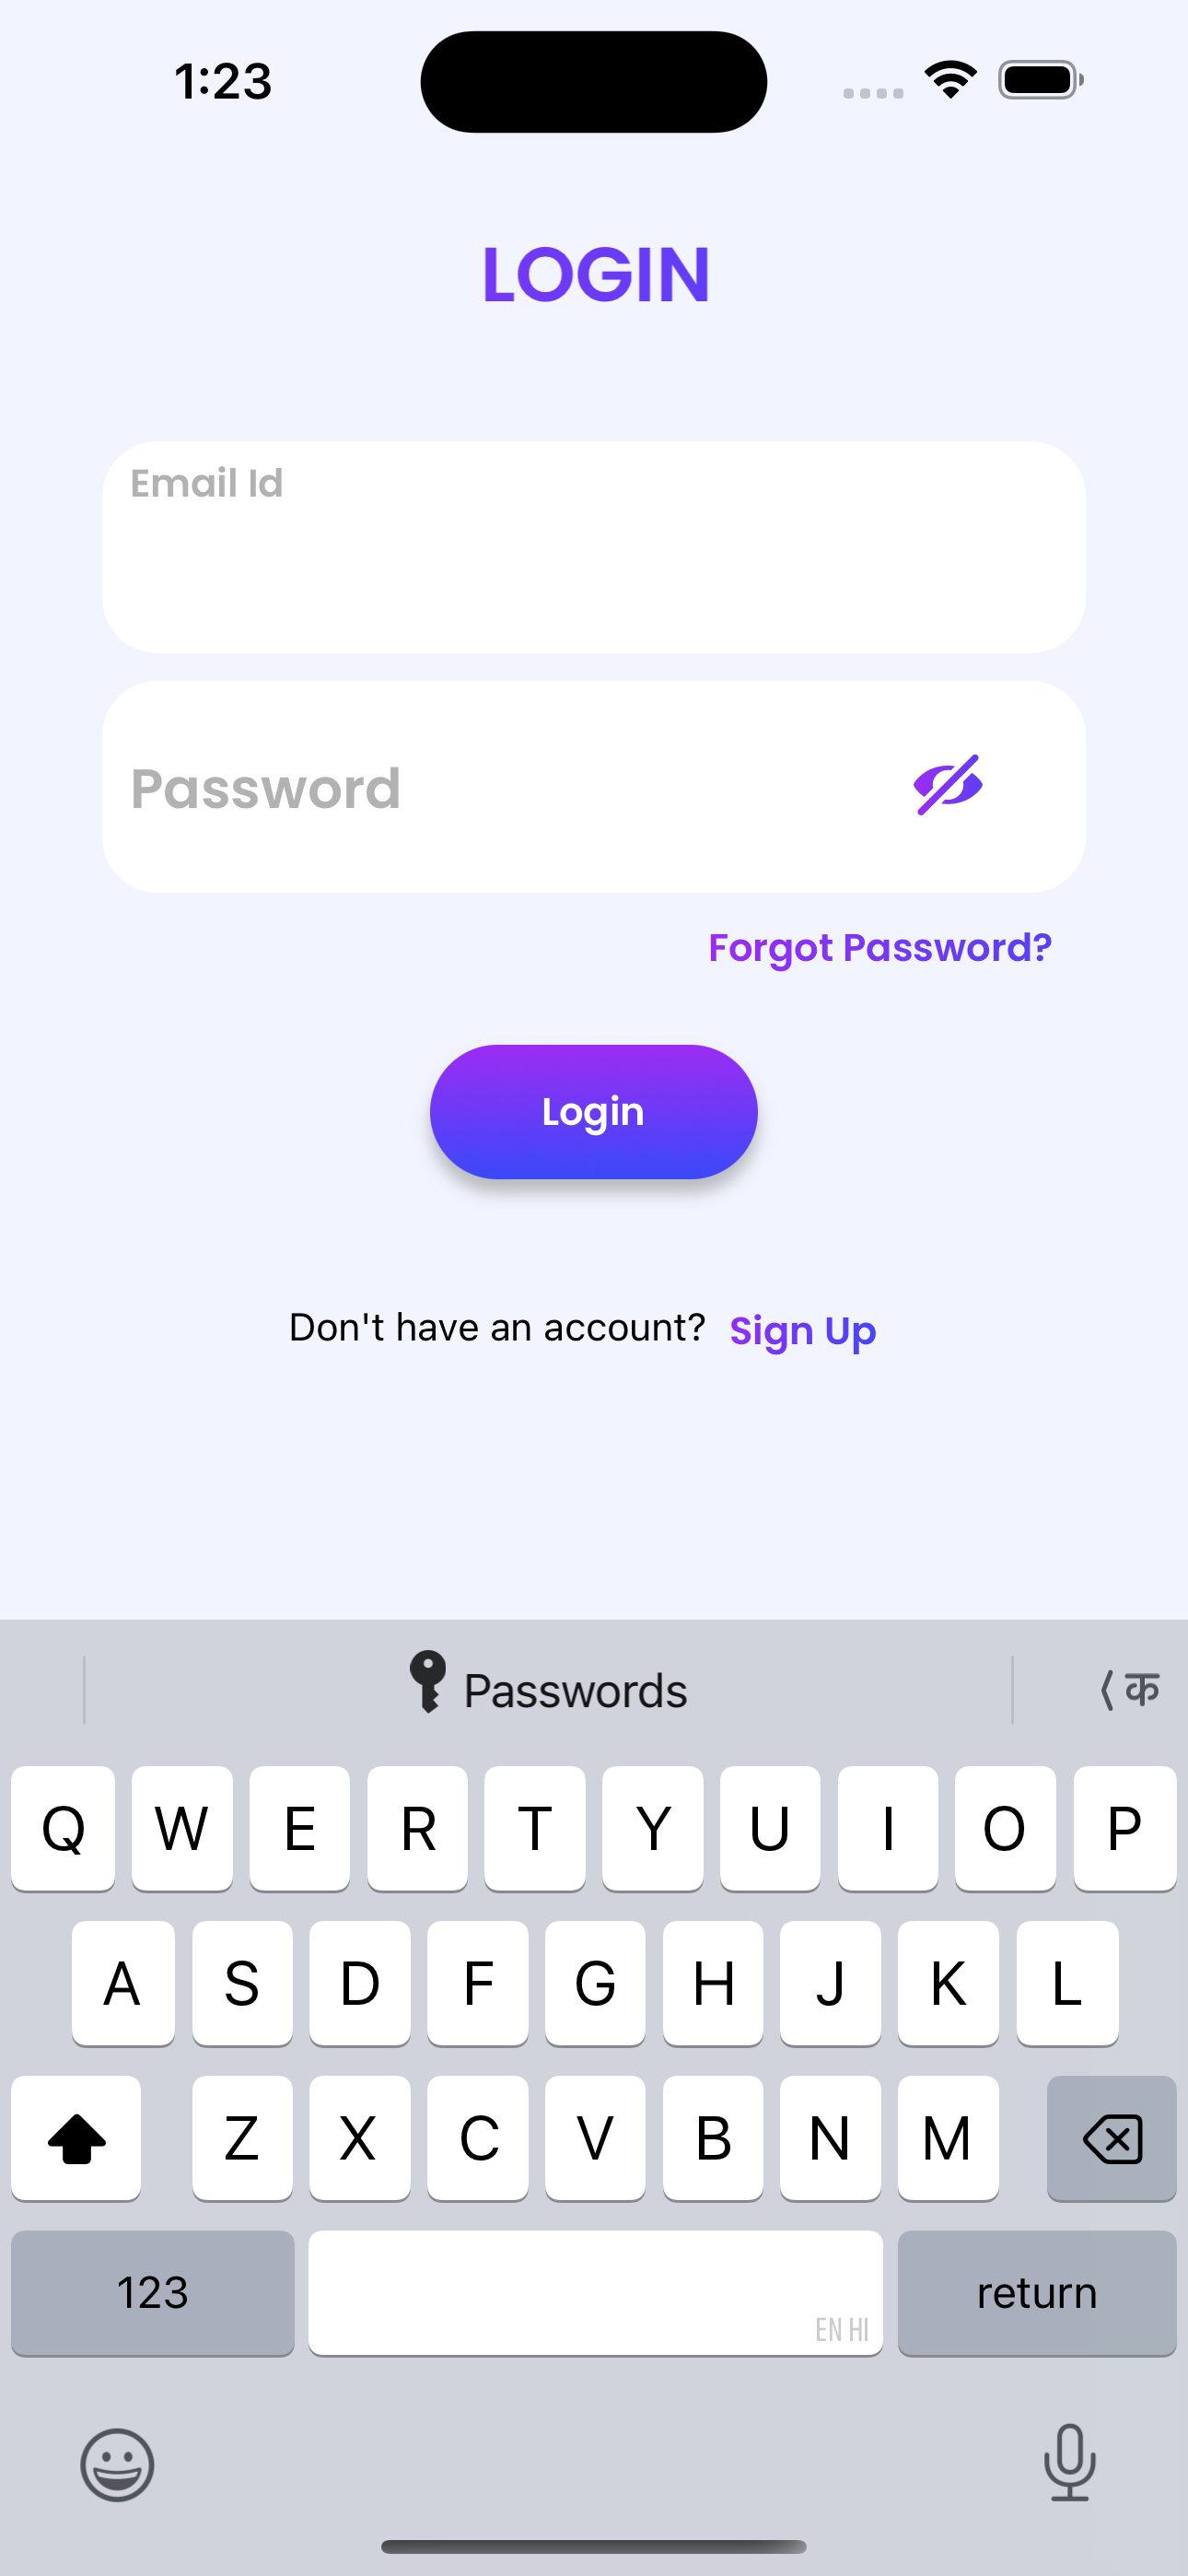 1:23
LOGIN
Email Id
Password
Forgot Password?
Login
Don't have an account? Sign Up
Passwords
क
Q W E R T Y U I O P
A S D F G H J K L
Z X C V B N M
123
EN HI
return